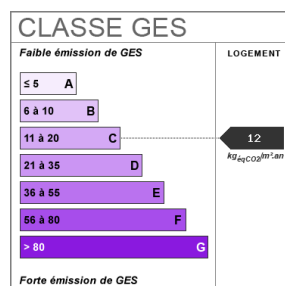 CLASSE GES
Faible émission de GES
LOGEMENT
≤ 5 A
6 à 10 B
11 à 20 C
12
kgéqCO2/m².an
21 à 35 D
36 à 55 E
56 à 80 F
> 80 G
Forte émission de GES